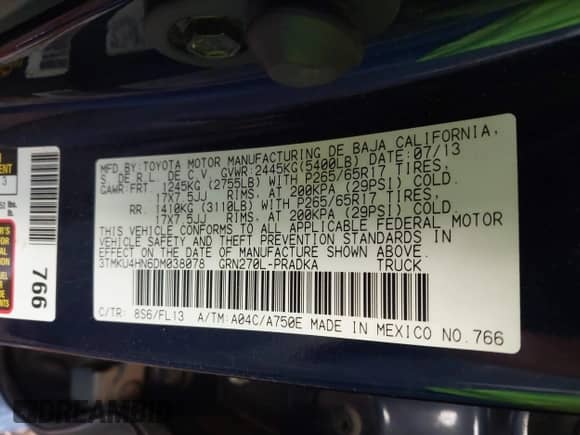 MFD.BY:TOYOTA MOTOR MANUFACTURING DE BAJA CALIFORNIA,
S. DE R.L. DE C.V. GVWR:2445KG(5400LB) DATE:07/13
GAWR:FRT. 1245KG (2755LB) WITH P265/65R17 TIRES,
17X7.5JJ RIMS, AT 200KPA (29PSI) COLD.
RR. 1410KG (3110LB) WITH P265/65R17 TIRES,
17X7.5JJ RIMS, AT 200KPA (29PSI) COLD.
THIS VEHICLE CONFORMS TO ALL APPLICABLE FEDERAL MOTOR
VEHICLE SAFETY AND THEFT PREVENTION STANDARDS IN
EFFECT ON THE DATE OF MANUFACTURE SHOWN ABOVE.
3TMKU4HN6DM038078 GRN270L-PRADKA TRUCK
C/TR: 8S6/FL13 A/TM:A04C/A750E MADE IN MEXICO NO.766
766
DREAMBID